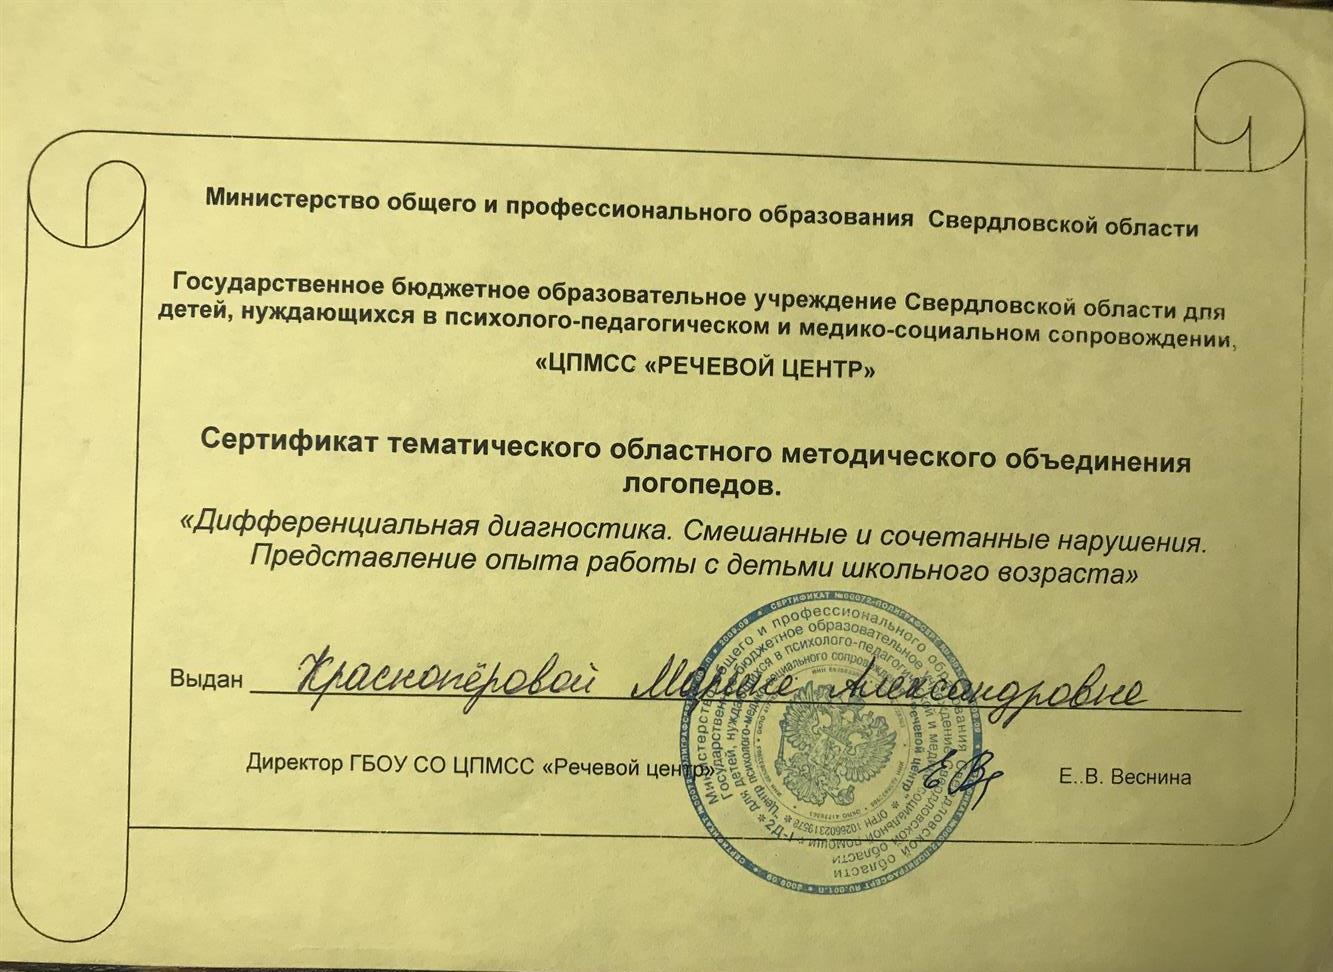 Министерство общего и профессионального образования Свердловской области
Государственное бюджетное образовательное учреждение Свердловской области для
детей, нуждающихся в психолого-педагогическом и медико-социальном сопровождении,
«ЦПМСС «РЕЧЕВОЙ ЦЕНТР»
Сертификат тематического областного методического объединения
логопедов.
«Дифференциальная диагностика. Смешанные и сочетанные нарушения.
Представление опыта работы с детьми школьного возраста»
Выдан Краснопёровой Марине Александровне
Директор ГБОУ СО ЦПМСС «Речевой центр»
Е..В. Веснина